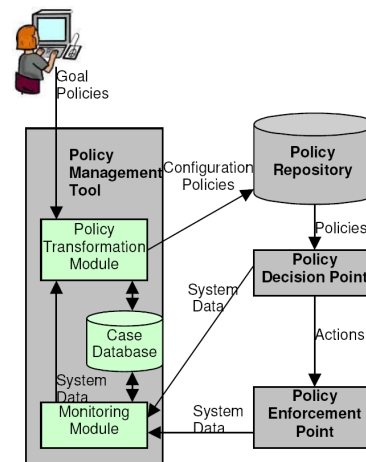 Goal
Policies
Policy
Management
Tool
Configuration
Policies
Policy
Repository
Policy
Transformation
Module
Policies
System
Data
Policy
Decision Point
Case
Database
Actions
System
Data
Monitoring
Module
System
Data
Policy
Enforcement
Point